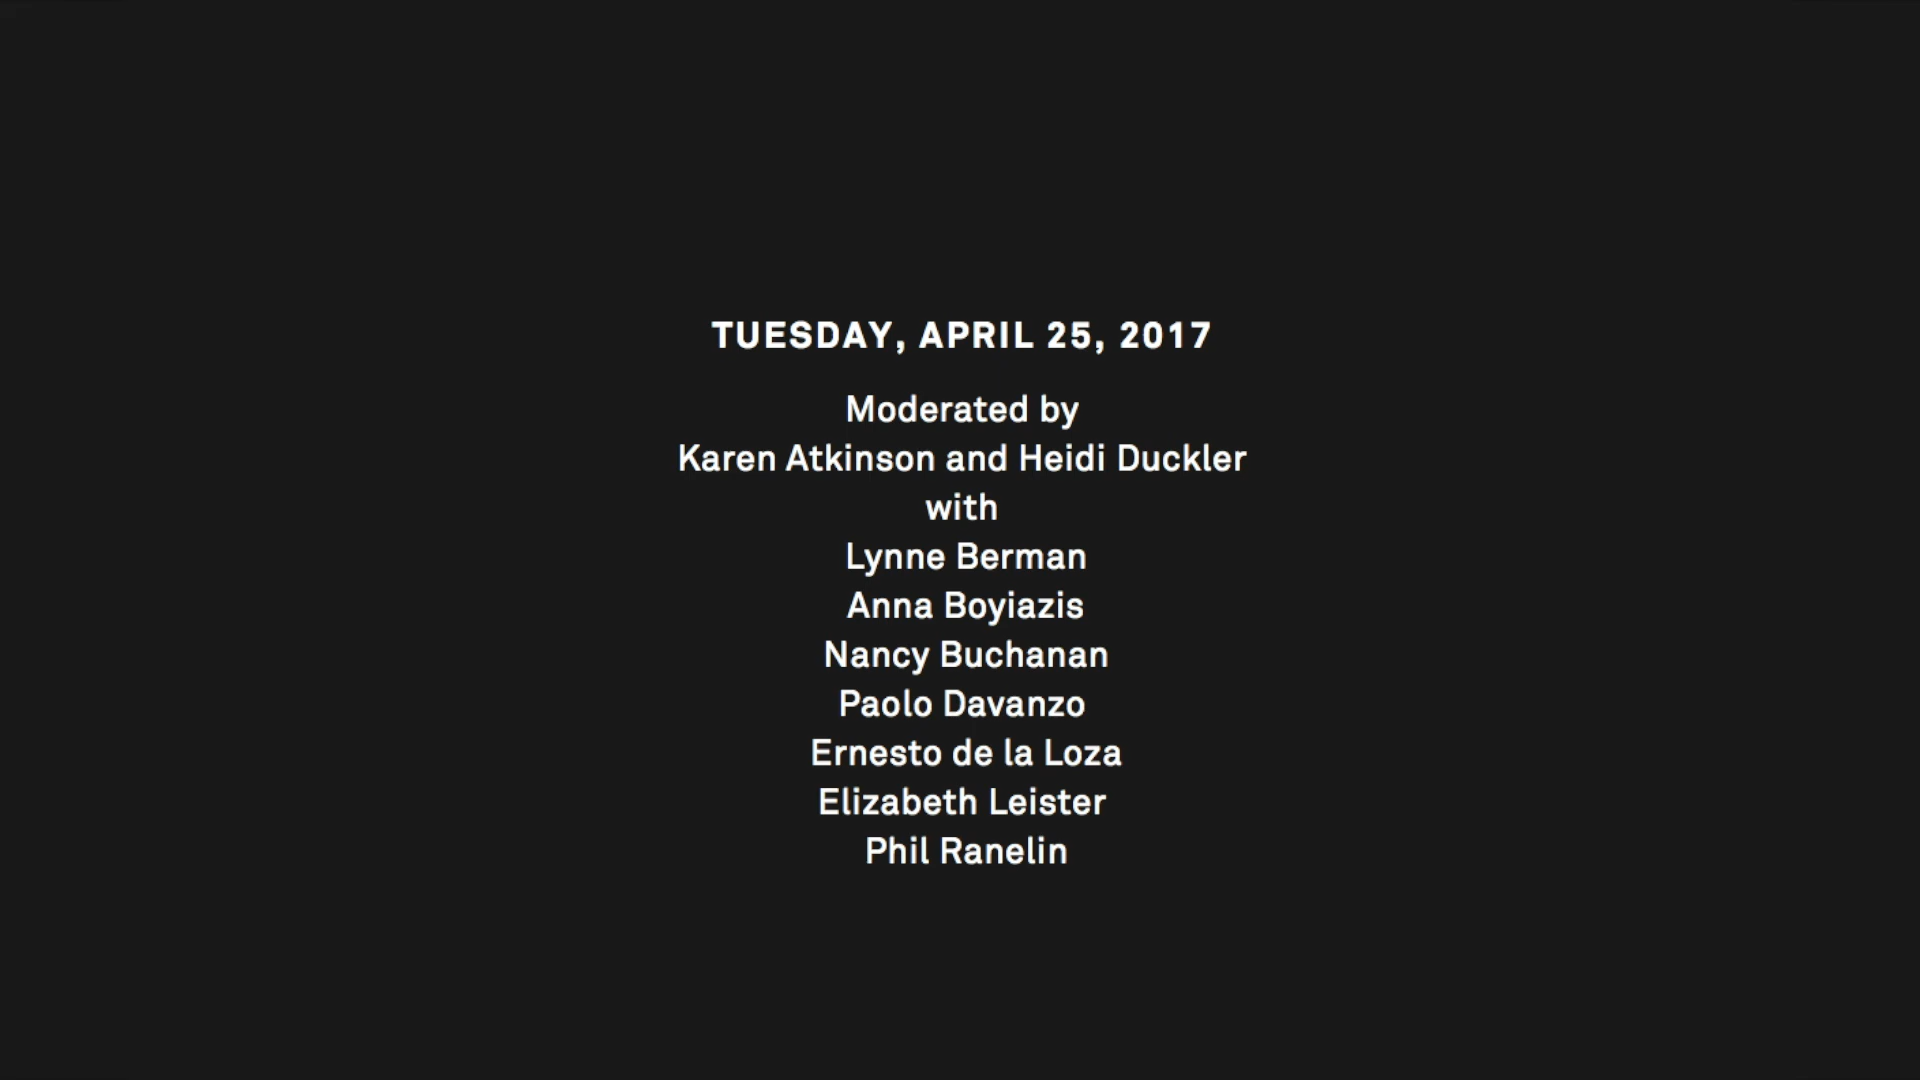 TUESDAY, APRIL 25, 2017
Moderated by
Karen Atkinson and Heidi Duckler
with
Lynne Berman
Anna Boyiazis
Nancy Buchanan
Paolo Davanzo
Ernesto de la Loza
Elizabeth Leister
Phil Ranelin